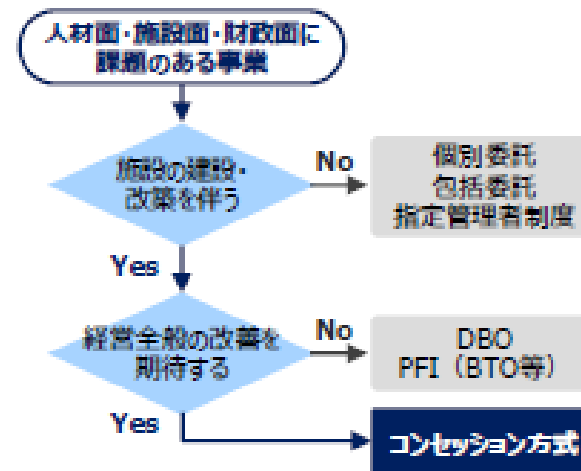 人材面・施設面・財政面に
課題のある事業
施設の建設・
改築を伴う
No
個別委託
包括委託
指定管理者制度
Yes
経営全般の改善を
期待する
No
DBO
PFI（BTO等）
Yes
コンセッション方式